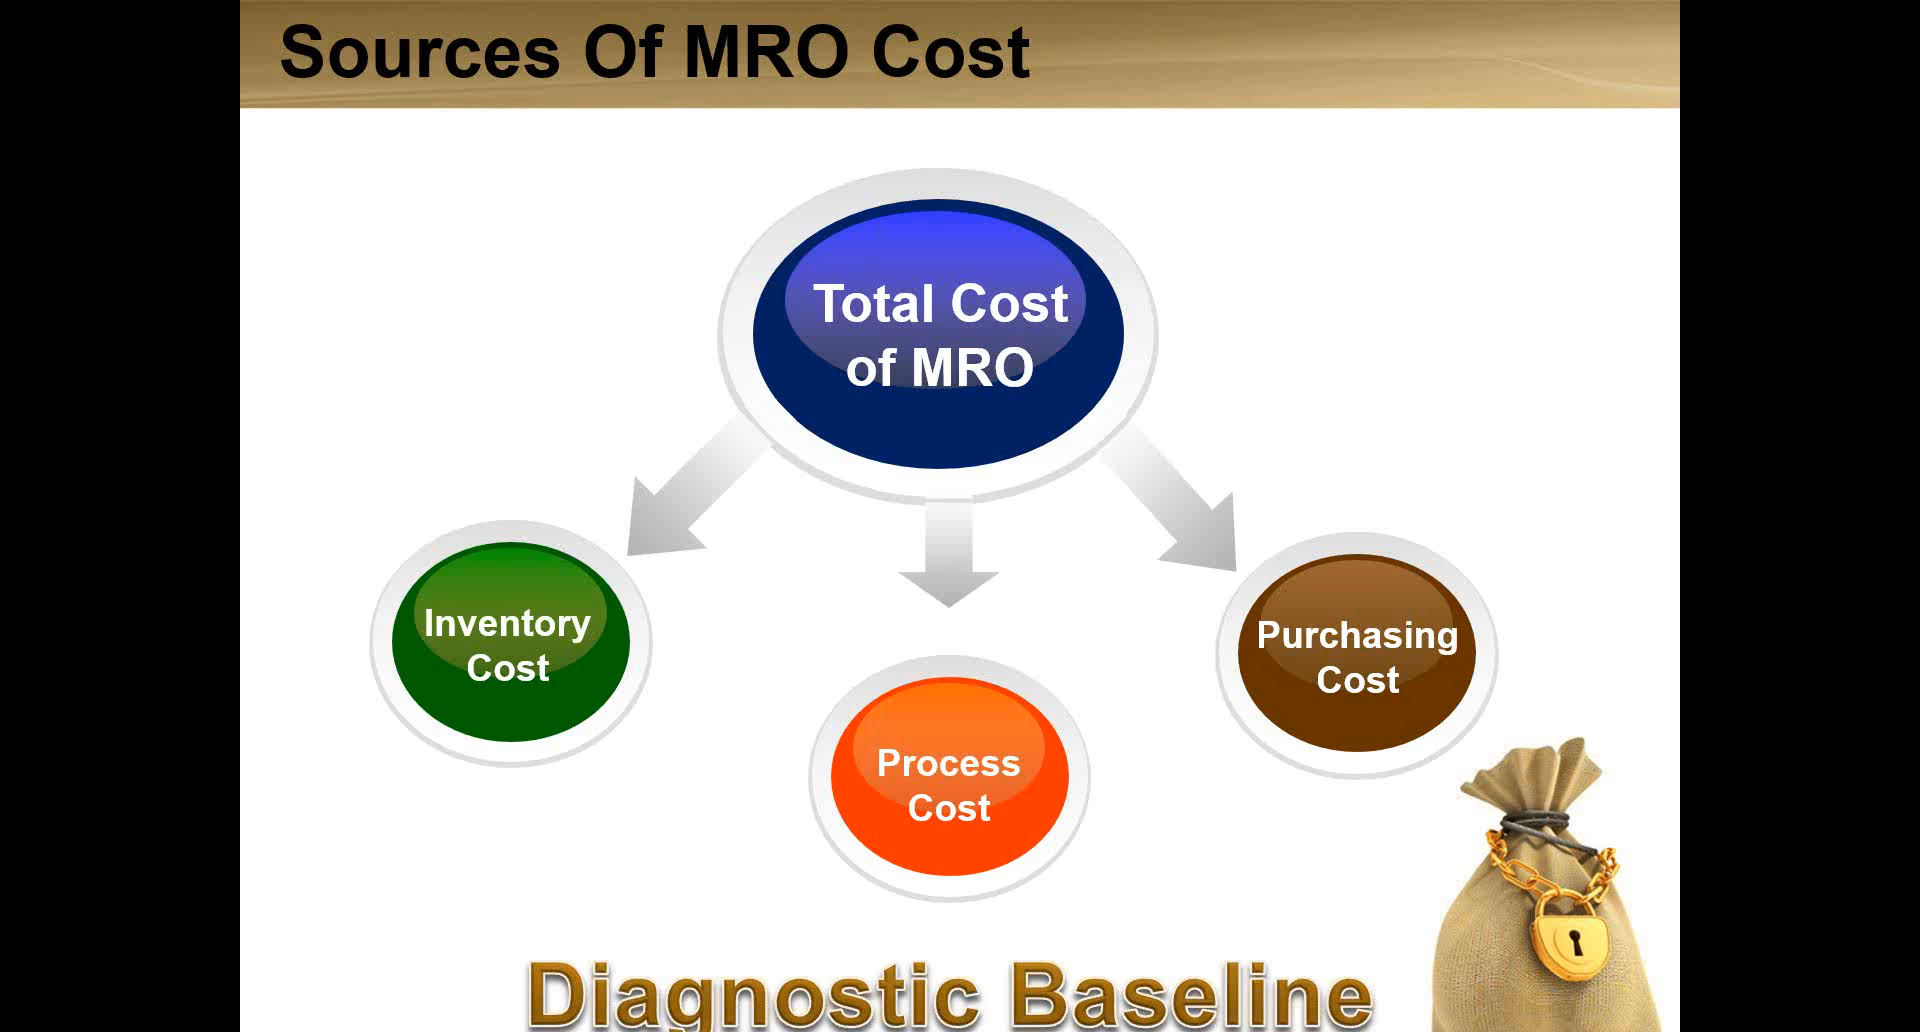 Sources Of MRO Cost
Total Cost
of MRO
Inventory
Cost
Process
Cost
Purchasing
Cost
Diagnostic Baseline